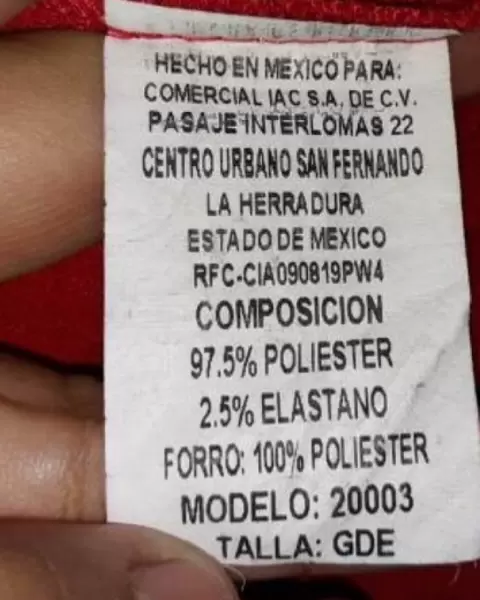 HECHO EN MEXICO PARA:
COMERCIAL IAC S.A. DE C.V.
PASAJE INTERLOMAS 22
CENTRO URBANO SAN FERNANDO
LA HERRADURA
ESTADO DE MEXICO
RFC-CIA090819PW4
COMPOSICION
97.5% POLIESTER
2.5% ELASTANO
FORRO: 100% POLIESTER
MODELO: 20003
TALLA: GDE